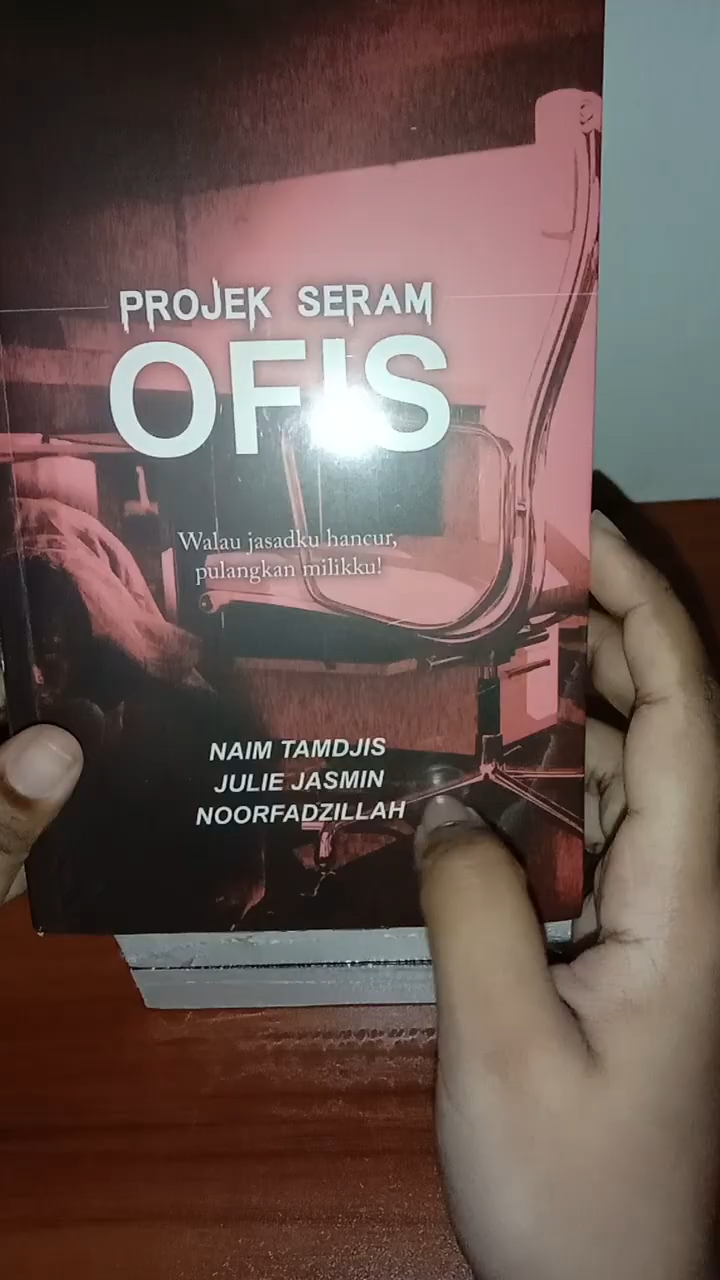 PROJEK SERAM
OFIS
Walau jasadku hancur,
pulangkan milikku!
NAIM TAMDJIS
JULIE JASMIN
NOORFADZILLAH